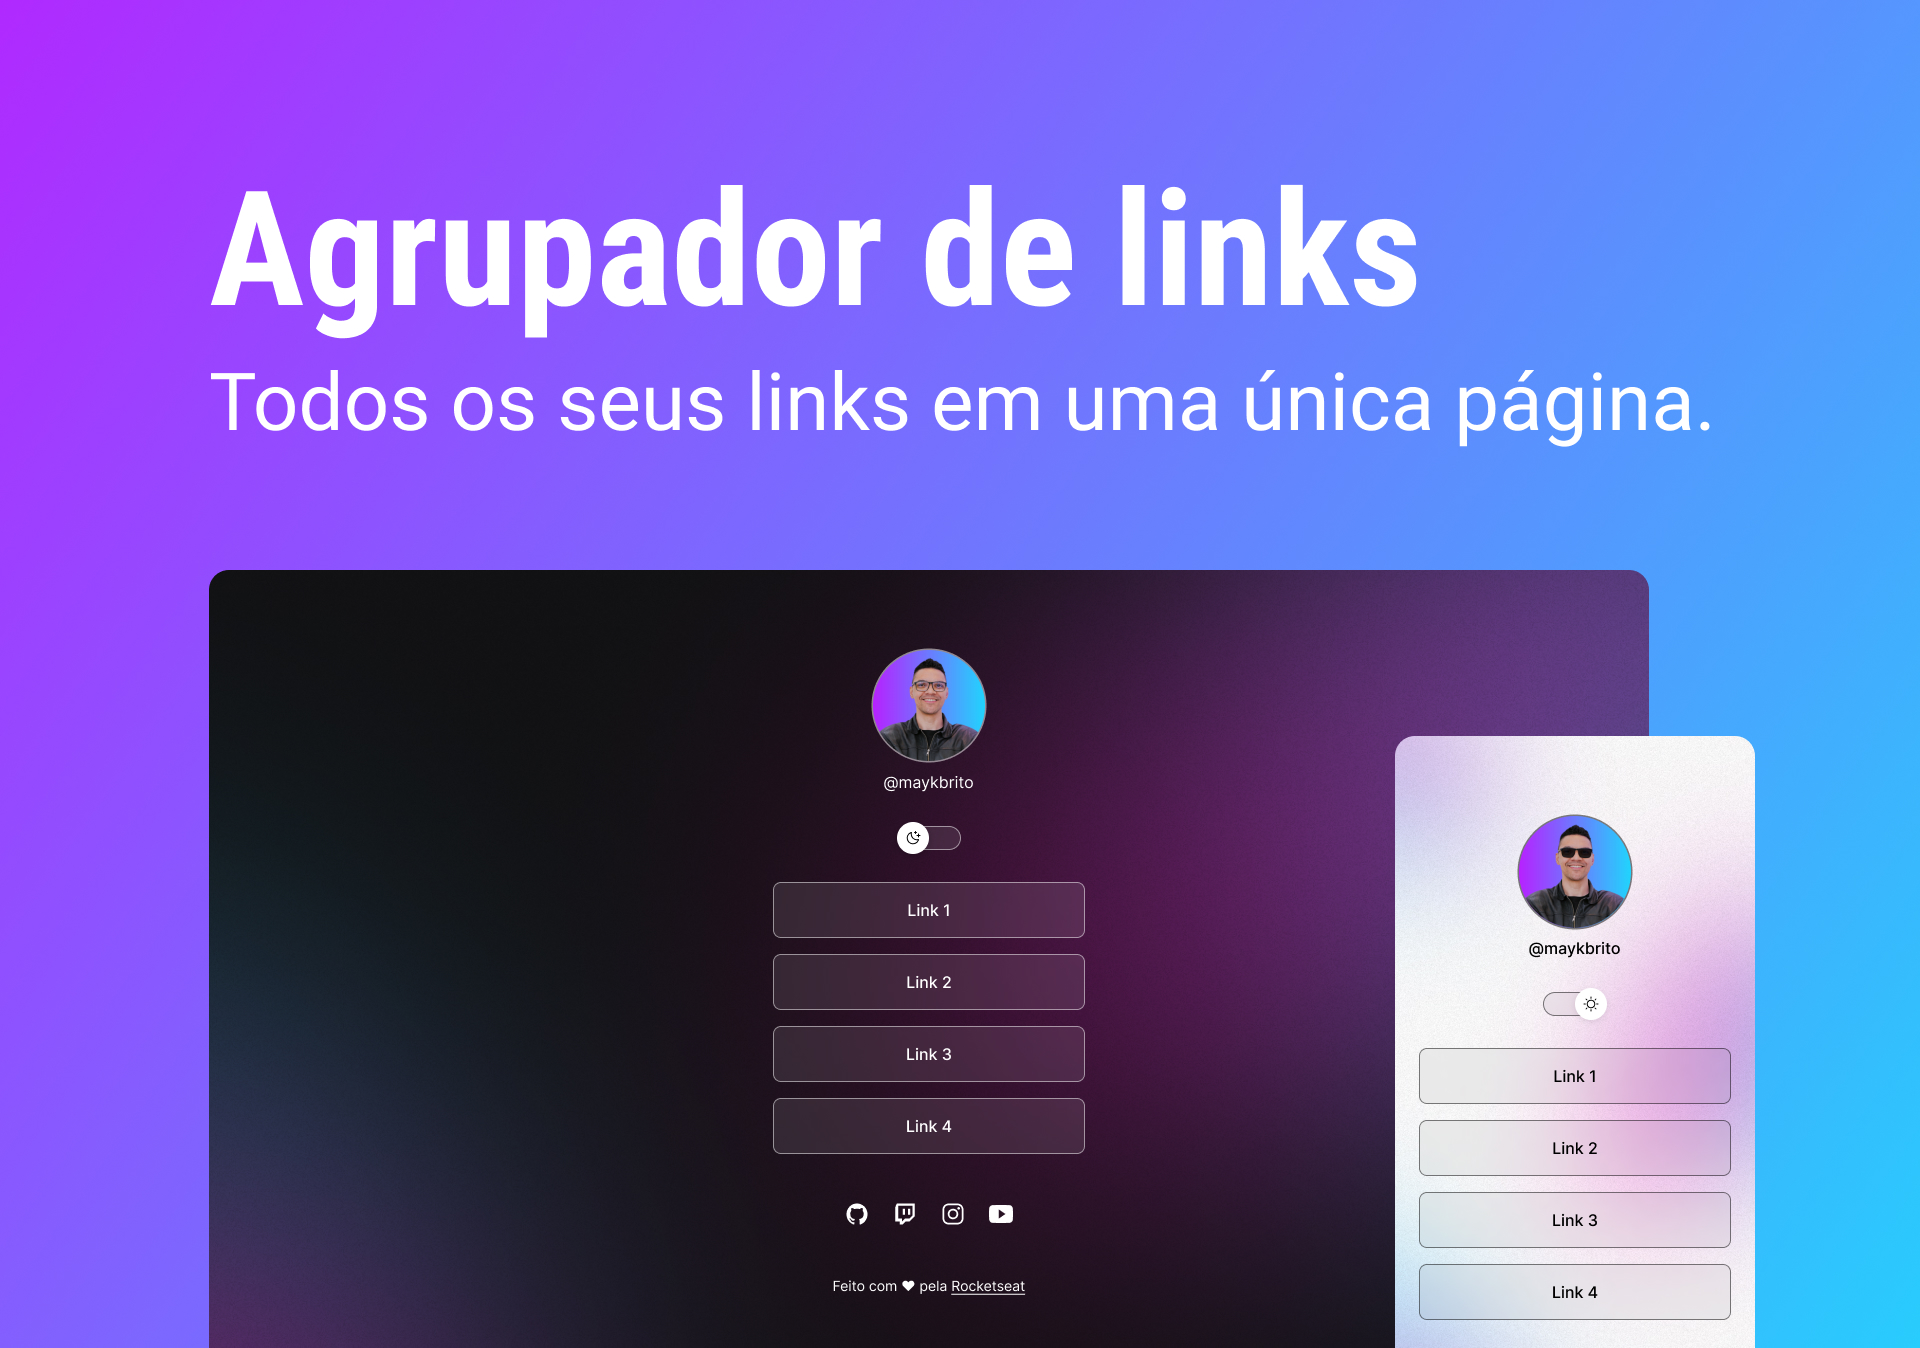 Agrupador de links
Todos os seus links em uma única página.
@maykbrito
Link 1
Link 2
Link 3
Link 4
Feito com ❤ pela Rocketseat
@maykbrito
Link 1
Link 2
Link 3
Link 4